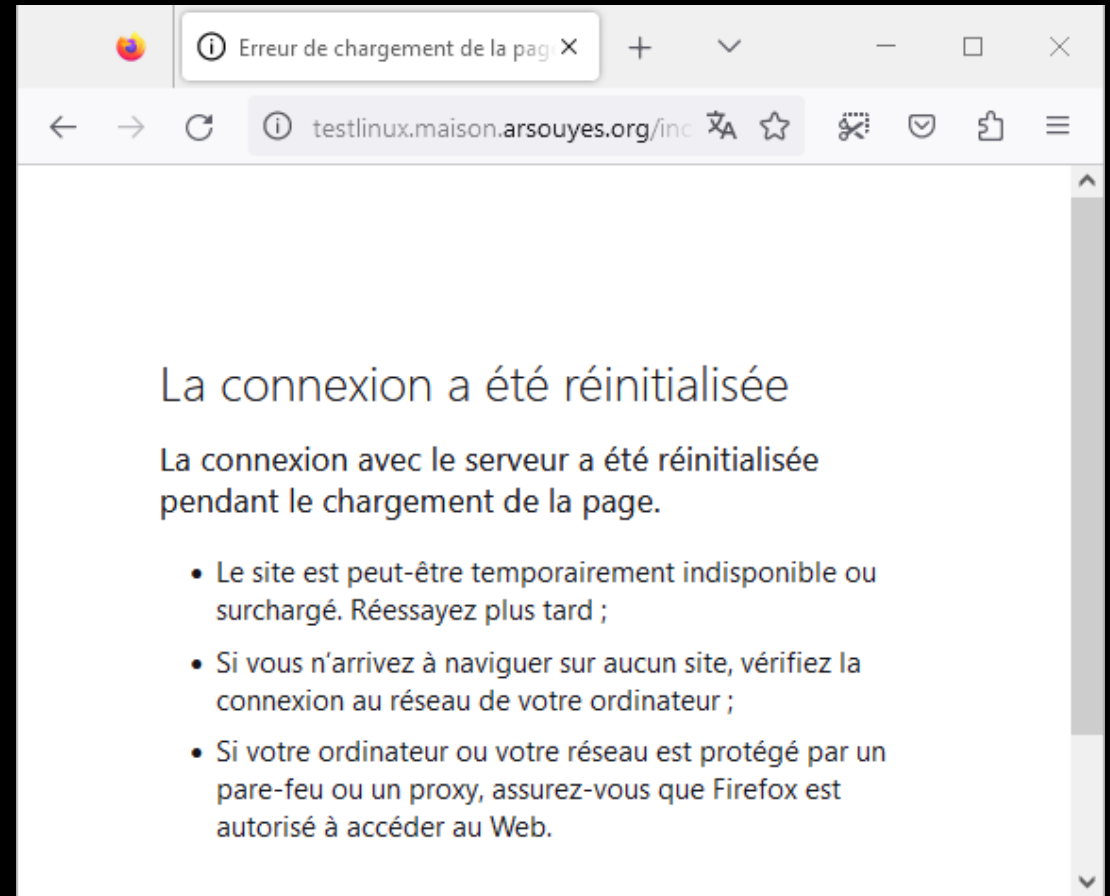 Erreur de chargement de la pag
testlinux.maison.arsouyes.org/inc
La connexion a été réinitialisée
La connexion avec le serveur a été réinitialisée
pendant le chargement de la page.
• Le site est peut-être temporairement indisponible ou
surchargé. Réessayez plus tard ;
• Si vous n’arrivez à naviguer sur aucun site, vérifiez la
connexion au réseau de votre ordinateur ;
• Si votre ordinateur ou votre réseau est protégé par un
pare-feu ou un proxy, assurez-vous que Firefox est
autorisé à accéder au Web.